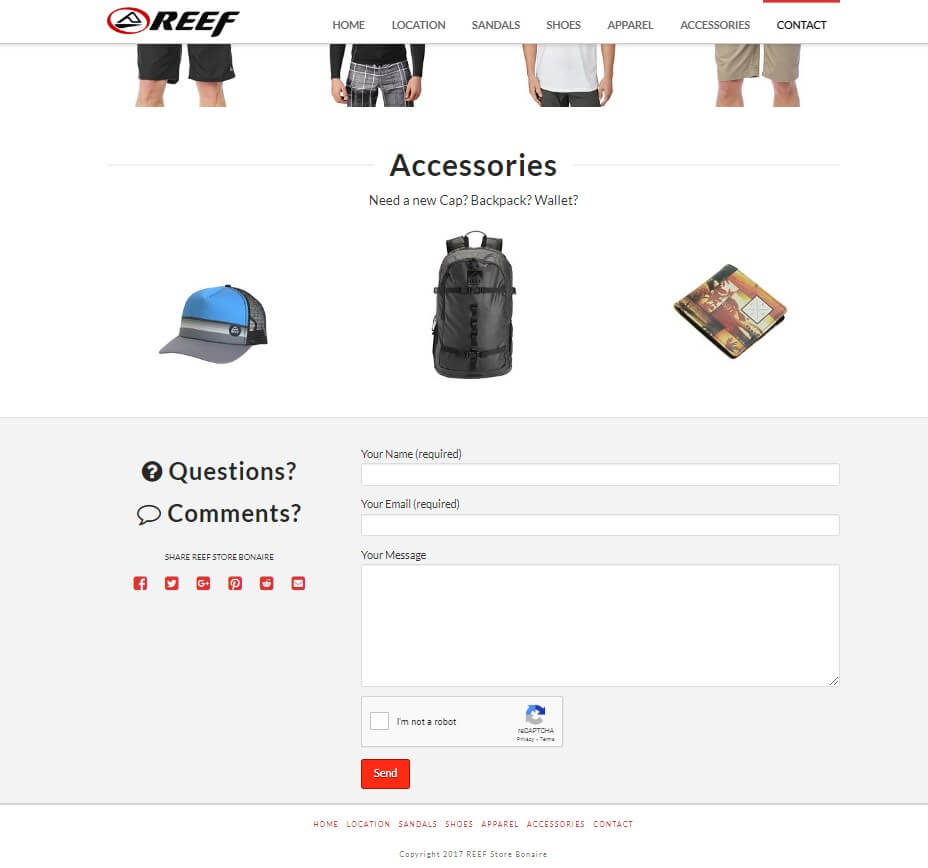 REEF
HOME LOCATION SANDALS SHOES APPAREL ACCESSORIES CONTACT
Accessories
Need a new Cap? Backpack? Wallet?
Questions?
Comments?
SHARE REEF STORE BONAIRE
Your Name (required)
Your Email (required)
Your Message
I'm not a robot
reCAPTCHA
Privacy - Terms
Send
HOME LOCATION SANDALS SHOES APPAREL ACCESSORIES CONTACT
Copyright 2017 REEF Store Bonaire